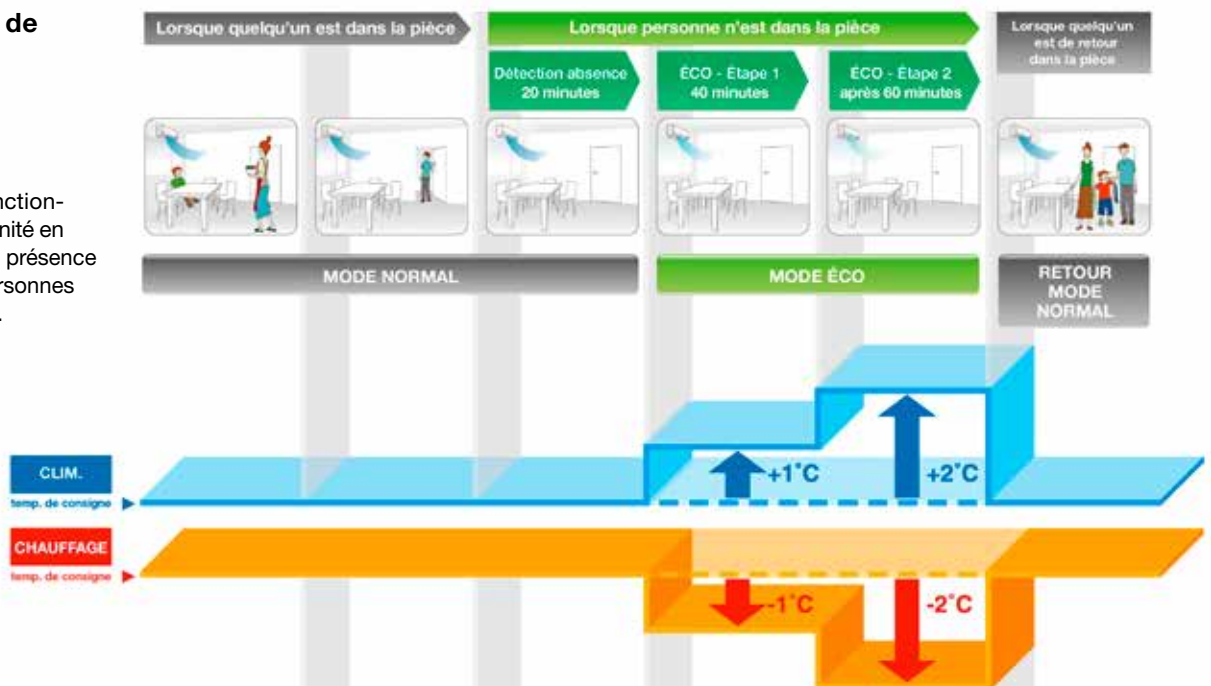 de
nction-
nité en
présence
rsonnes
.
Lorsque quelqu'un est dans la pièce
Lorsque personne n'est dans la pièce
Lorsque quelqu'un
est de retour
dans la pièce
Détection absence
20 minutes
ÉCO - Étape 1
40 minutes
ÉCO - Étape 2
après 60 minutes
MODE NORMAL
MODE ÉCO
RETOUR
MODE
NORMAL
CLIM.
temp. de consigne
+1°C
+2°C
CHAUFFAGE
temp. de consigne
-1°C
-2°C